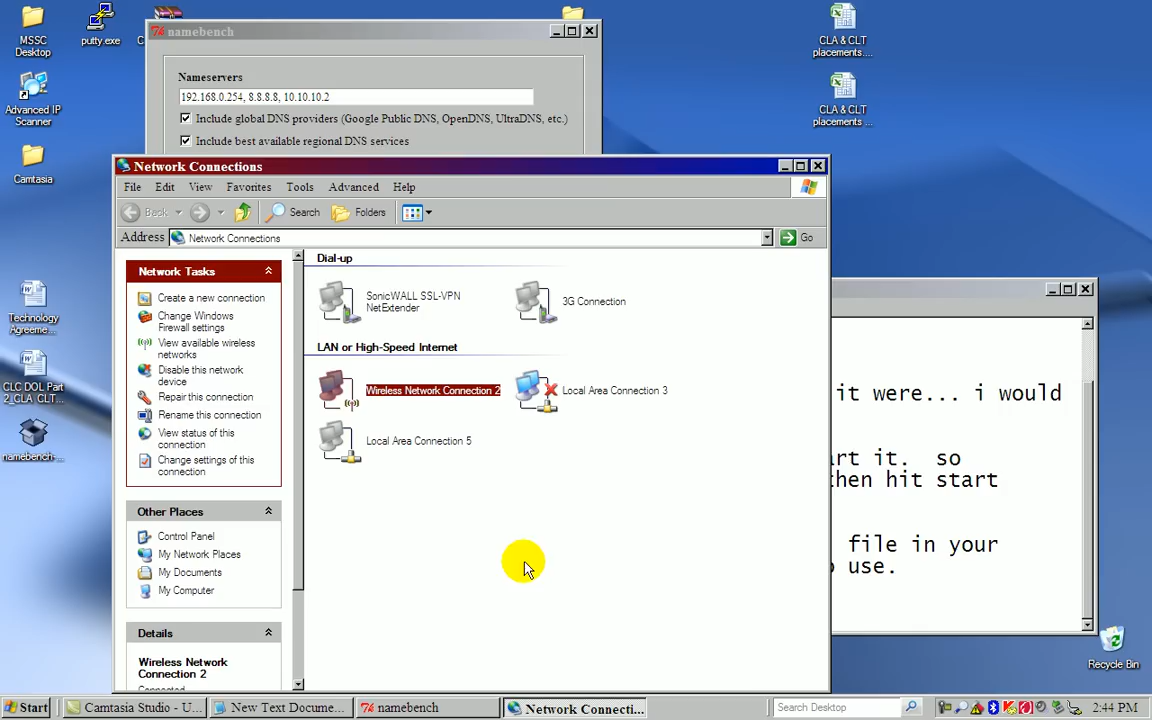 MSSC
Desktop
putty.exe
Advanced IP
Scanner
Camtasia
Technology
Agreeme...
CLC DOL Part
2_CLA_CLT...
namebench-...
CLA & CLT
placements....
CLA & CLT
placements ...
Recycle Bin
namebench
Nameservers
192.168.0.254, 8.8.8.8, 10.10.10.2
Include global DNS providers (Google Public DNS, OpenDNS, UltraDNS, etc.)
Include best available regional DNS services
Network Connections
File Edit View Favorites Tools Advanced Help
Back Search Folders
Address Network Connections Go
Network Tasks
Create a new connection
Change Windows
Firewall settings
View available wireless
networks
Disable this network
device
Repair this connection
Rename this connection
View status of this
connection
Change settings of this
connection
Other Places
Control Panel
My Network Places
My Documents
My Computer
Details
Wireless Network
Connection 2
Dial-up
SonicWALL SSL-VPN
NetExtender
3G Connection
LAN or High-Speed Internet
Wireless Network Connection 2
Local Area Connection 3
Local Area Connection 5
it were... i would
art it. so
then hit start
file in your
use.
Start Camtasia Studio - U... New Text Docume... namebench Network Connecti... Search Desktop 2:44 PM